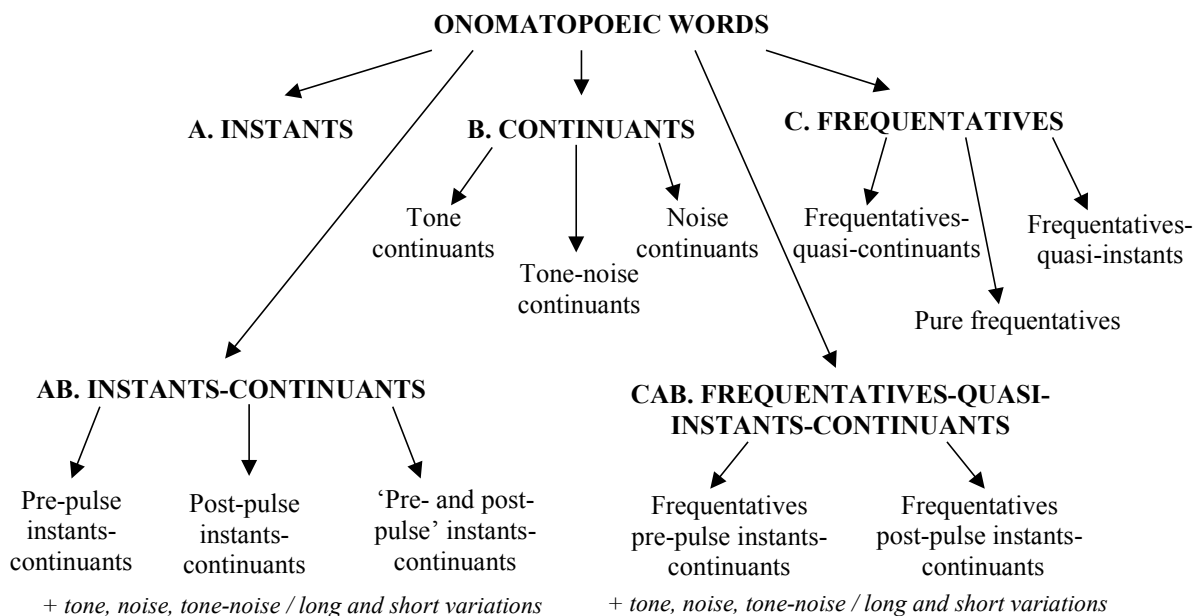 ONOMATOPOEIC WORDS
A. INSTANTS
B. CONTINUANTS
C. FREQUENTATIVES
Tone
continuants
Tone-noise
continuants
Noise
continuants
Frequentatives-
quasi-continuants
Pure frequentatives
Frequentatives-
quasi-instants
AB. INSTANTS-CONTINUANTS
Pre-pulse
instants-
continuants
Post-pulse
instants-
continuants
‘Pre- and post-
pulse’ instants-
continuants
+ tone, noise, tone-noise / long and short variations
CAB. FREQUENTATIVES-QUASI-
INSTANTS-CONTINUANTS
Frequentatives
pre-pulse instants-
continuants
Frequentatives
post-pulse instants-
continuants
+ tone, noise, tone-noise / long and short variations